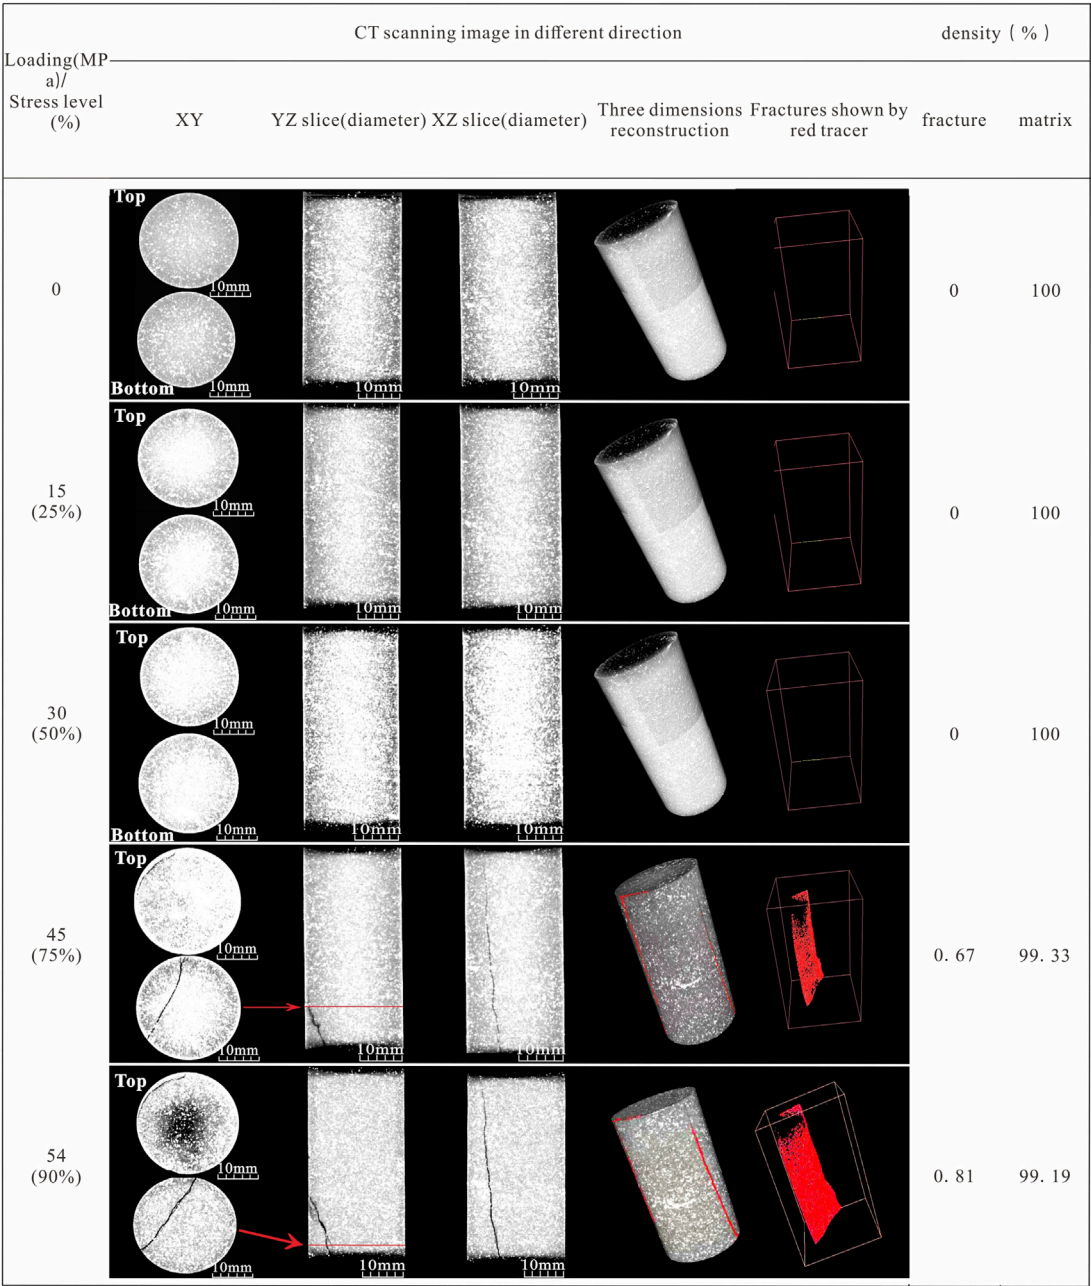 CT scanning image in different direction
density ( % )
Loading(MP
a)/
Stress level
(%)
XY
YZ slice(diameter)
XZ slice(diameter)
Three dimensions
reconstruction
Fractures shown by
red tracer
fracture
matrix
Top
10mm
0
0
100
10mm
10mm
10mm
Bottom
Top
10mm
15
(25%)
0
100
Bottom
10mm
10mm
10mm
Top
10mm
30
(50%)
0
100
10mm
10mm
10mm
Bottom
Top
10mm
45
(75%)
0. 67
99. 33
10mm
10mm
10mm
Top
10mm
54
(90%)
0. 81
99. 19
10mm
10mm
10mm